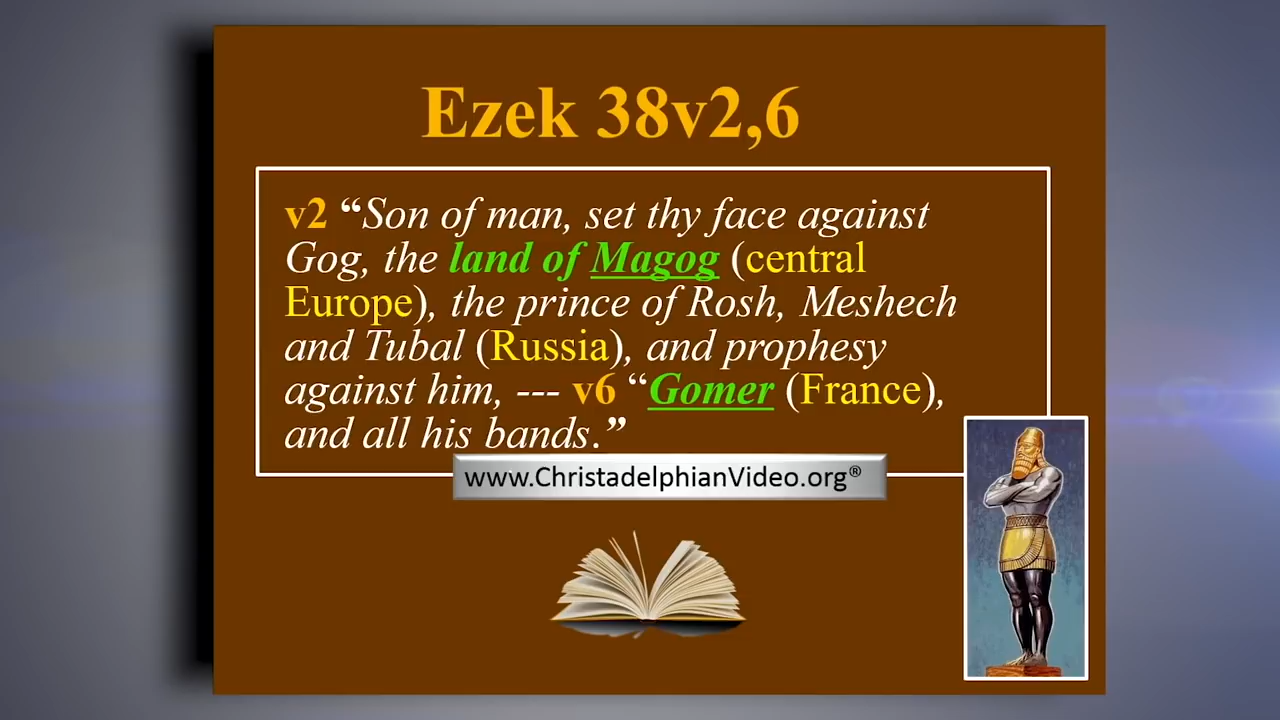 Ezek 38v2,6
v2 “Son of man, set thy face against
Gog, the land of Magog (central
Europe), the prince of Rosh, Meshech
and Tubal (Russia), and prophesy
against him, --- v6 “Gomer (France),
and all his bands.”
www.ChristadelphianVideo.org®